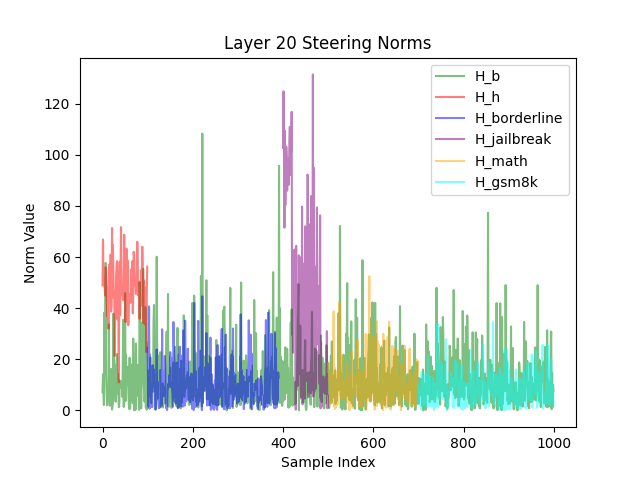 Layer 20 Steering Norms
Norm Value
120
100
80
60
40
20
0
H_b
H_h
H_borderline
H_jailbreak
H_math
H_gsm8k
0
200
400
600
800
1000
Sample Index